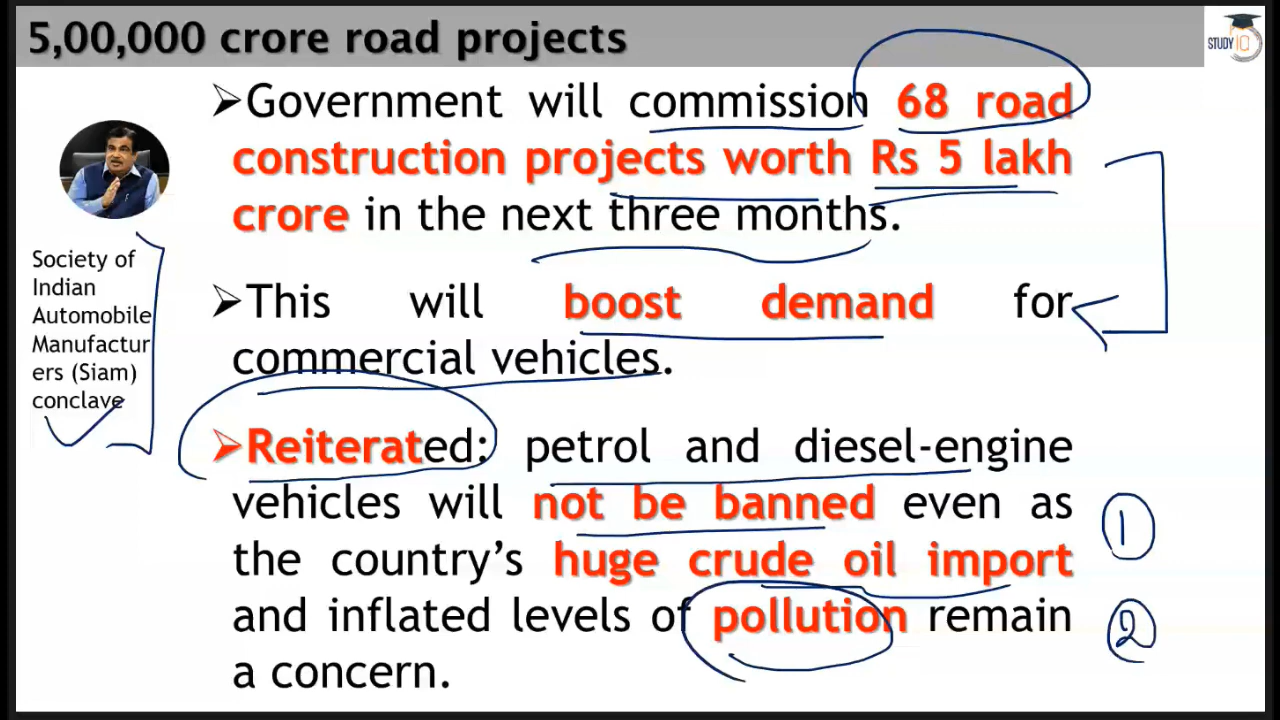 5,00,000 crore road projects
STUDY IQ
➢Government will commission 68 road
construction projects worth Rs 5 lakh
crore in the next three months.
Society of
Indian
Automobile
Manufactur
ers (Siam)
conclave
➢This will boost demand for
commercial vehicles.
➢Reiterated: petrol and diesel-engine
vehicles will not be banned even as
the country’s huge crude oil import
and inflated levels of pollution remain
a concern.
1
2